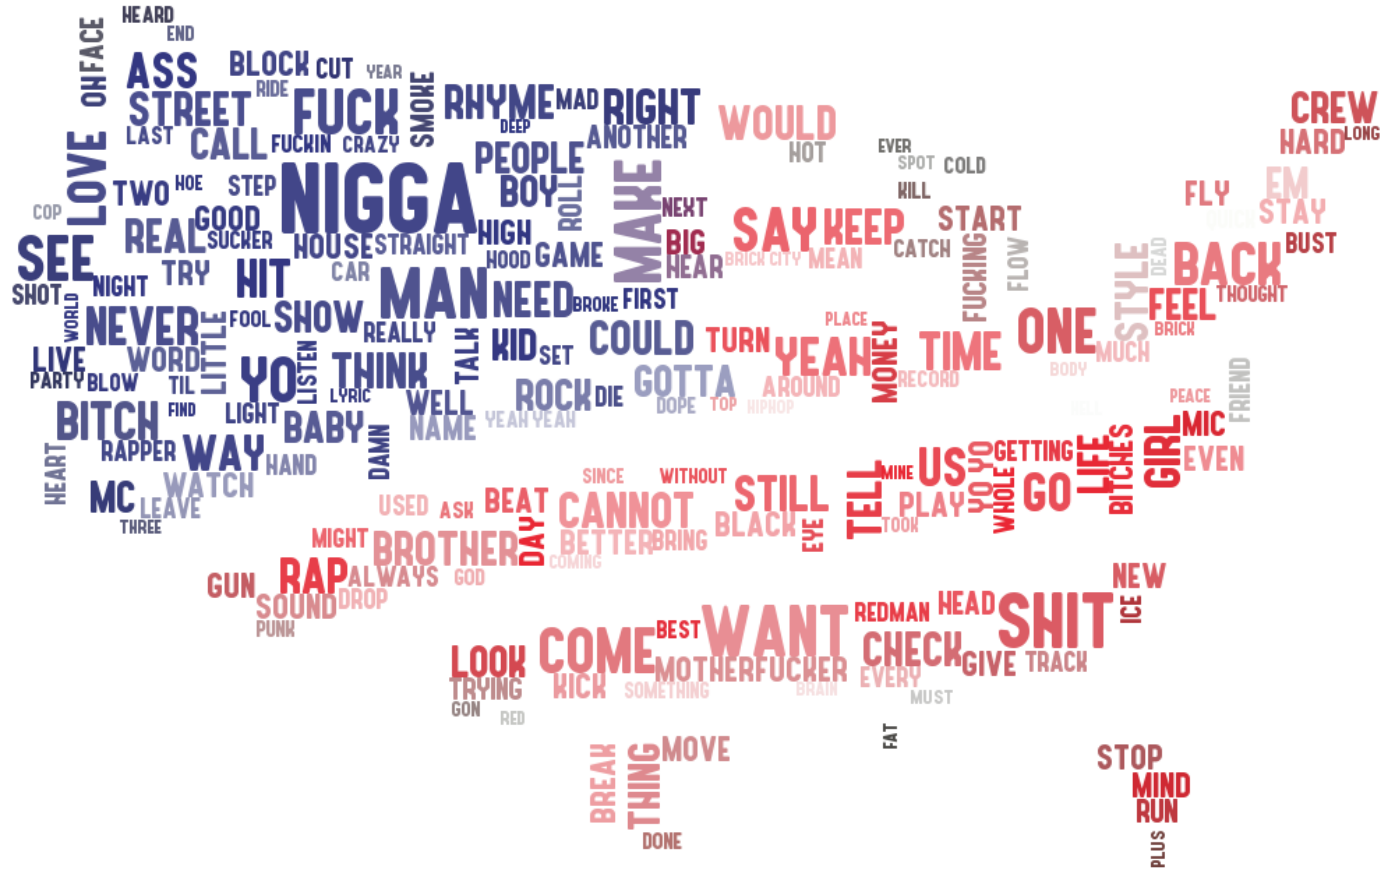 HEARD
END
FACE
ON
ASS
BLOCK CUT YEAR
RIDE
SMOKE
STREET
FUCK
RHYME MAD RIGHT
DEEP
LAST
CALL
FUCKIN CRAZY
ANOTHER
WOULD
HOT
CREW
HARD
LONG
EVER
SPOT COLD
LOVE
PEOPLE
KILL
TWO HOE STEP
NIGGA
BOY
ROLL
MAKE
NEXT
FLY
EM
QUICK
STAY
COP
GOOD
REAL
SUCKER
HOUSE STRAIGHT HIGH
BIG
SAY KEEP
START
CATCH
FUCKING
FLOW
BUST
SEE
TRY
HIT
CAR
HOOD GAME
HEAR
BRICK CITY MEAN
STYLE
DEAD
BACK
SHOT
NIGHT
WORLD
MAN
NEED
BROKE FIRST
THOUGHT
FEEL
BRICK
NEVER
LITTLE
FOOL SHOW
REALLY
TALK
KID SET
COULD
TURN
PLACE
YEAH
MONEY
TIME
ONE
MUCH
LIVE
WORD
YO
LISTEN
THINK
BODY
PARTY BLOW
TIL
LYRIC
ROCK DIE
GOTTA
AROUND
RECORD
FRIEND
BITCH
FIND
LIGHT
BABY
WELL
NAME
YEAH YEAH
DOPE
TOP
HIPHOP
PEACE
MIC
RAPPER WAY
HAND
DAMN
GETTING
LIFE
BITCHES
GIRL
EVEN
HEART
MC
WATCH
LEAVE
THREE
SINCE
WITHOUT
STILL
TELL
MINE
US
YO YO
WHOLE
GO
USED
ASK
BEAT
CANNOT
BLACK
EYE
PLAY
TOOK
MIGHT
BROTHER
DAY
BETTER
BRING
COMING
GUN
RAP
ALWAYS
GOD
SOUND
DROP
PUNK
NEW
ICE
LOOK
COME
BEST
WANT
REDMAN
HEAD
SHIT
CHECK
GIVE TRACK
TRYING
KICK
MOTHERFUCKER
SOMETHING
BRAIN
EVERY
GON
RED
MUST
FAT
BREAK
THING
MOVE
DONE
STOP
MIND
RUN
PLUS